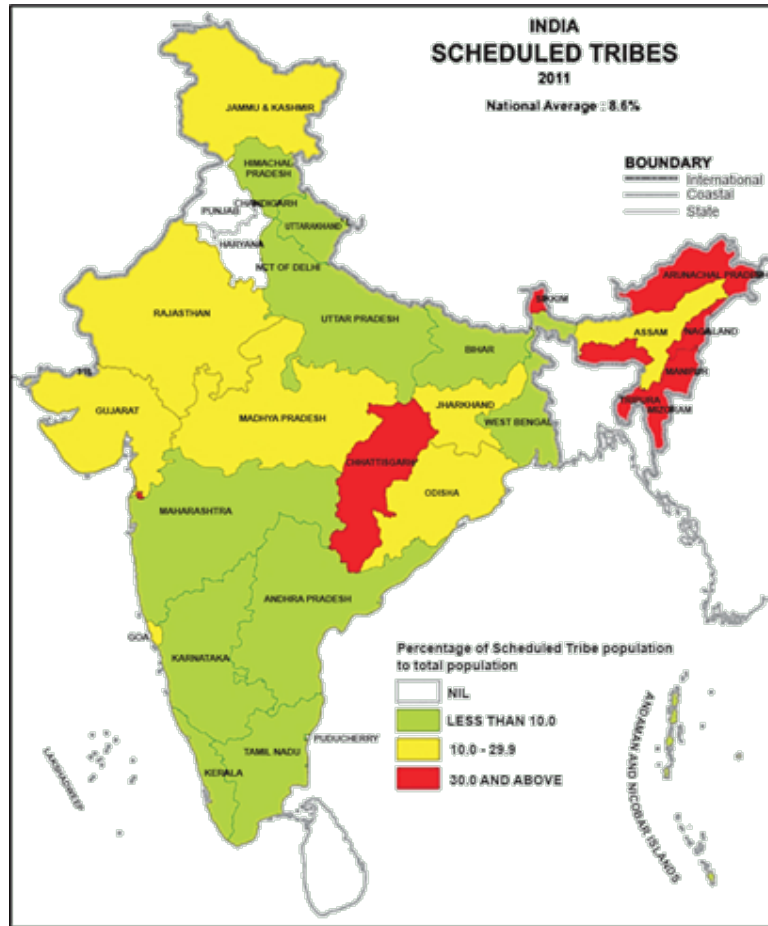 INDIA
SCHEDULED TRIBES
2011
National Average : 8.6%
JAMMU & KASHMIR
HIMACHAL
PRADESH
BOUNDARY
International
Coastal
State
PUNJAB
CHANDIGARH
UTTARAKHAND
HARYANA
NCT OF DELHI
ARUNACHAL PRADESH
SIKKIM
RAJASTHAN
UTTAR PRADESH
ASSAM
NAGALAND
BIHAR
MANIPUR
TRIPURA
MIZORAM
GUJARAT
MADHYA PRADESH
JHARKHAND
WEST BENGAL
CHHATTISGARH
ODISHA
MAHARASHTRA
ANDHRA PRADESH
GOA
KARNATAKA
Percentage of Scheduled Tribe population
to total population
NIL
LESS THAN 10.0
10.0 - 29.9
30.0 AND ABOVE
PUDUCHERRY
TAMIL NADU
KERALA
LAKSHADWEEP
ANDAMAN AND NICOBAR ISLANDS